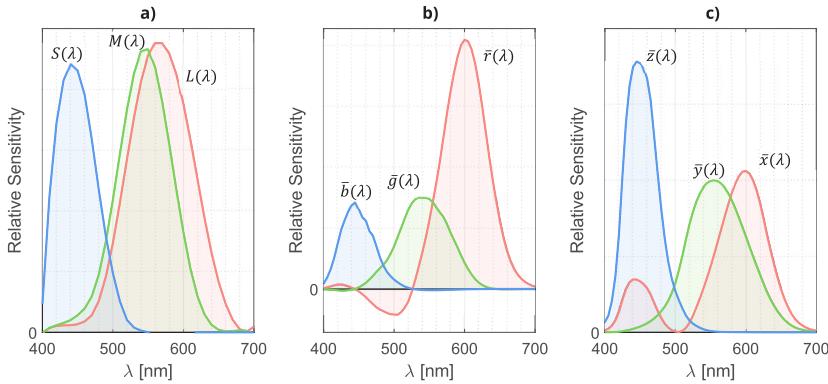 a)
b)
c)
Relative Sensitivity
S(λ)
M(λ)
L(λ)
0
400
500
600
700
λ [nm]
Relative Sensitivity
b̄(λ)
ḡ(λ)
r̄(λ)
0
400
500
600
700
λ [nm]
Relative Sensitivity
z̄(λ)
ȳ(λ)
x̄(λ)
0
400
500
600
700
λ [nm]